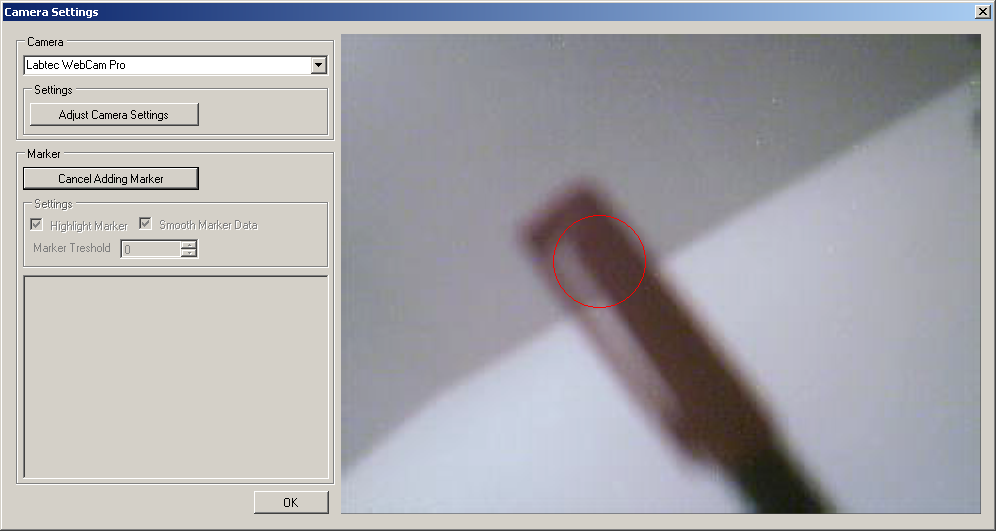 Camera Settings
Camera
Labtec WebCam Pro
Settings
Adjust Camera Settings
Marker
Cancel Adding Marker
Settings
Highlight Marker Smooth Marker Data
Marker Treshold 0
OK